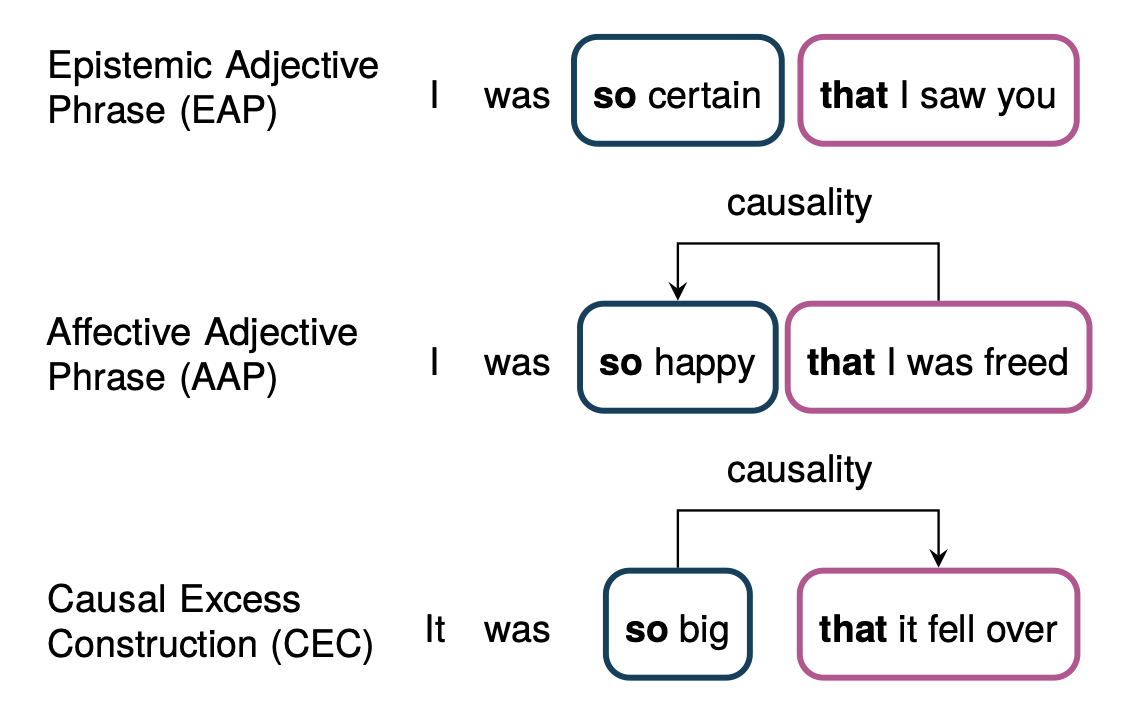 Epistemic Adjective
Phrase (EAP)
I was so certain that I saw you
causality
Affective Adjective
Phrase (AAP)
I was so happy that I was freed
causality
Causal Excess
Construction (CEC)
It was so big that it fell over